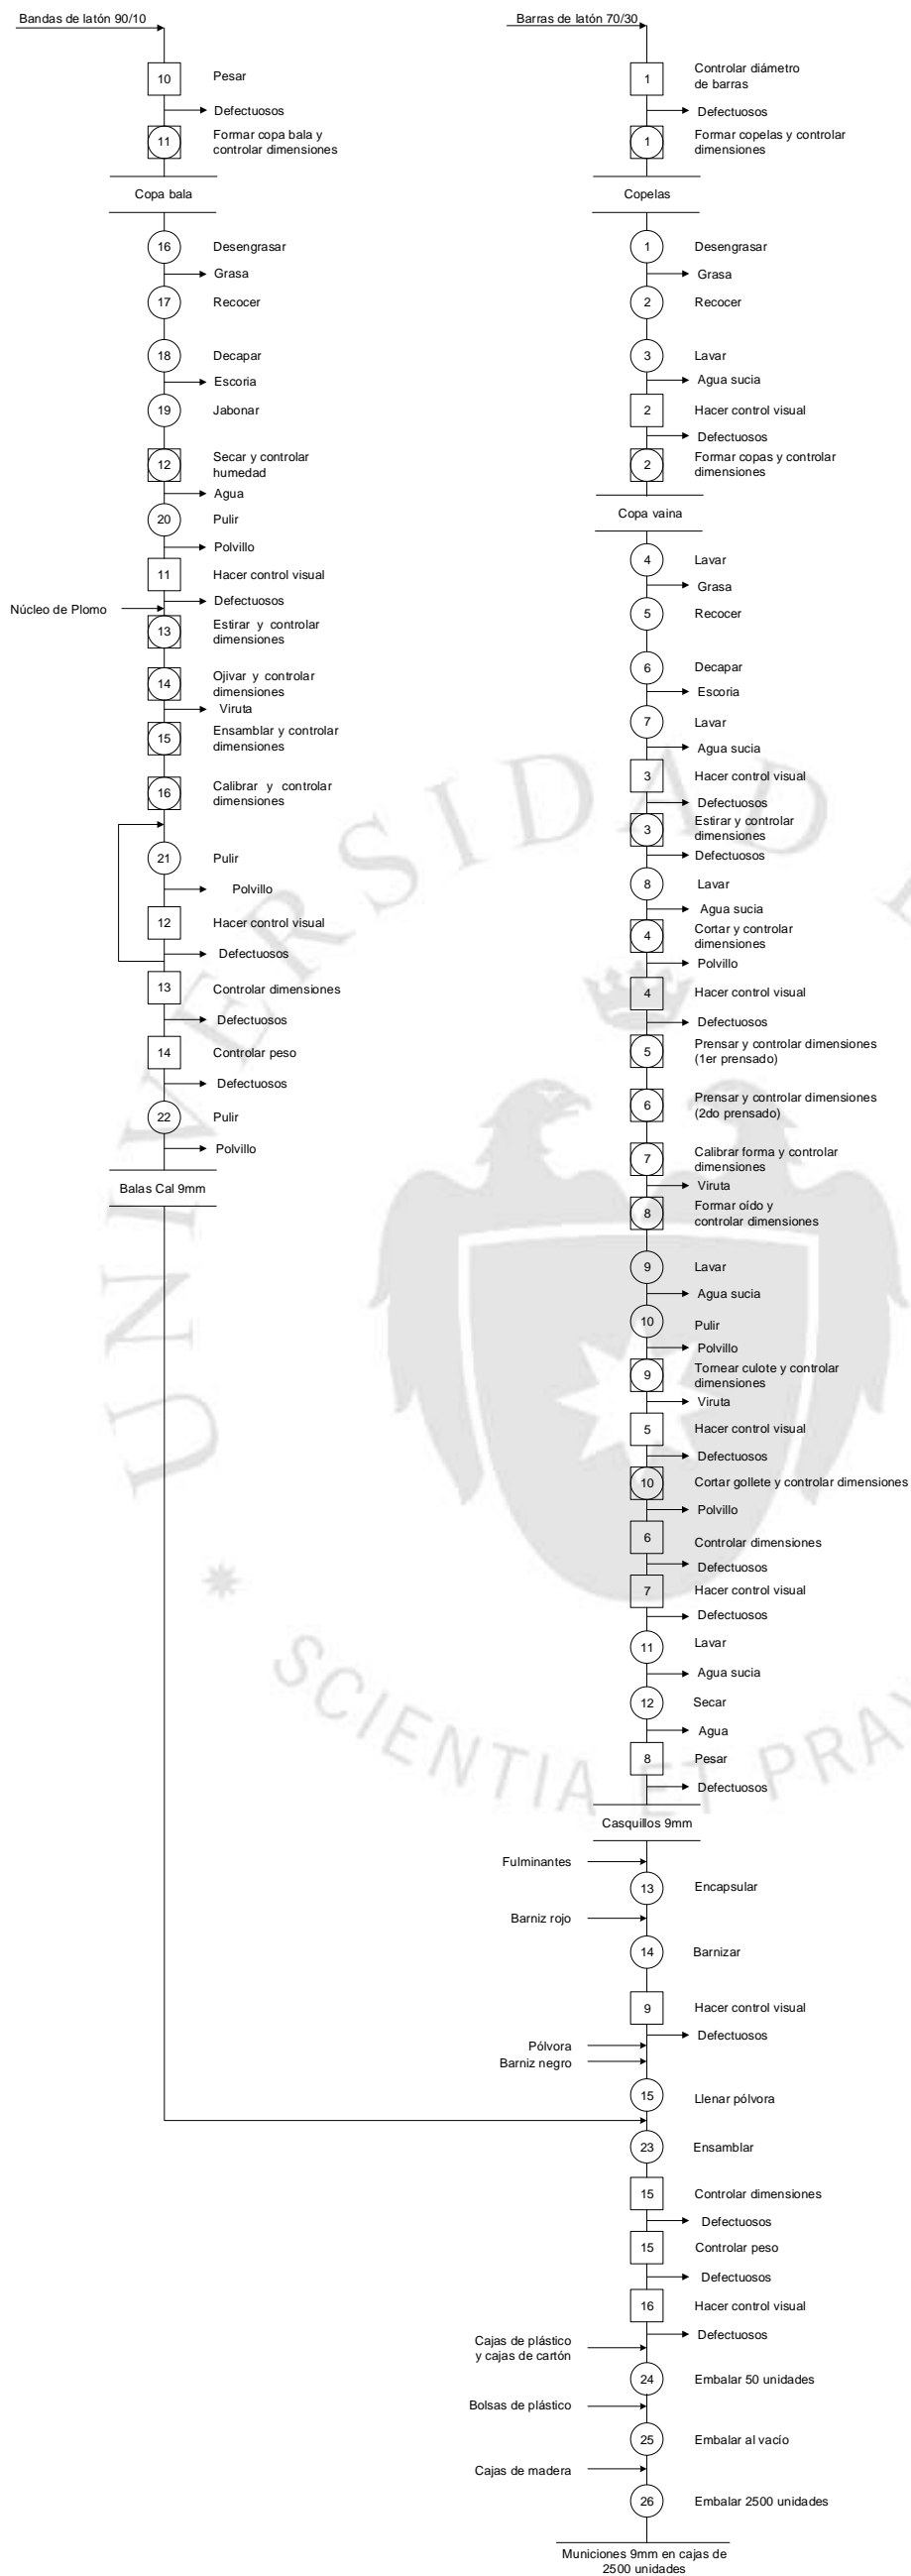 Bandas de latón 90/10
10
Pesar
Defectuosos
11
Formar copa bala y
controlar dimensiones
Copa bala
16
Desengrasar
Grasa
17
Recocer
18
Decapar
Escoria
19
Jabonar
12
Secar y controlar
humedad
Agua
20
Pulir
Polvillo
11
Hacer control visual
Defectuosos
Núcleo de Plomo
13
Estirar y controlar
dimensiones
14
Ojivar y controlar
dimensiones
Viruta
15
Ensamblar y controlar
dimensiones
16
Calibrar y controlar
dimensiones
21
Pulir
Polvillo
12
Hacer control visual
Defectuosos
13
Controlar dimensiones
Defectuosos
14
Controlar peso
Defectuosos
22
Pulir
Polvillo
Balas Cal 9mm
Barras de latón 70/30
1
Controlar diámetro
de barras
Defectuosos
1
Formar copelas y controlar
dimensiones
Copelas
1
Desengrasar
Grasa
2
Recocer
3
Lavar
Agua sucia
2
Hacer control visual
Defectuosos
2
Formar copas y controlar
dimensiones
Copa vaina
4
Lavar
Grasa
5
Recocer
6
Decapar
Escoria
7
Lavar
Agua sucia
3
Hacer control visual
Defectuosos
3
Estirar y controlar
dimensiones
Defectuosos
8
Lavar
Agua sucia
4
Cortar y controlar
dimensiones
Polvillo
4
Hacer control visual
Defectuosos
5
Prensar y controlar dimensiones
(1er prensado)
6
Prensar y controlar dimensiones
(2do prensado)
7
Calibrar forma y controlar
dimensiones
Viruta
8
Formar oído y
controlar dimensiones
9
Lavar
Agua sucia
10
Pulir
Polvillo
9
Tornear culote y controlar
dimensiones
Viruta
5
Hacer control visual
Defectuosos
10
Cortar gollete y controlar dimensiones
Polvillo
6
Controlar dimensiones
Defectuosos
7
Hacer control visual
Defectuosos
11
Lavar
Agua sucia
12
Secar
Agua
8
Pesar
Defectuosos
Casquillos 9mm
Fulminantes
13
Encapsular
Barniz rojo
14
Barnizar
9
Hacer control visual
Defectuosos
Pólvora
Barniz negro
15
Llenar pólvora
23
Ensamblar
15
Controlar dimensiones
Defectuosos
15
Controlar peso
Defectuosos
16
Hacer control visual
Defectuosos
Cajas de plástico
y cajas de cartón
24
Embalar 50 unidades
Bolsas de plástico
25
Embalar al vacío
Cajas de madera
26
Embalar 2500 unidades
Municiones 9mm en cajas de
2500 unidades
UNIVERSIDAD
SCIENTIA ET